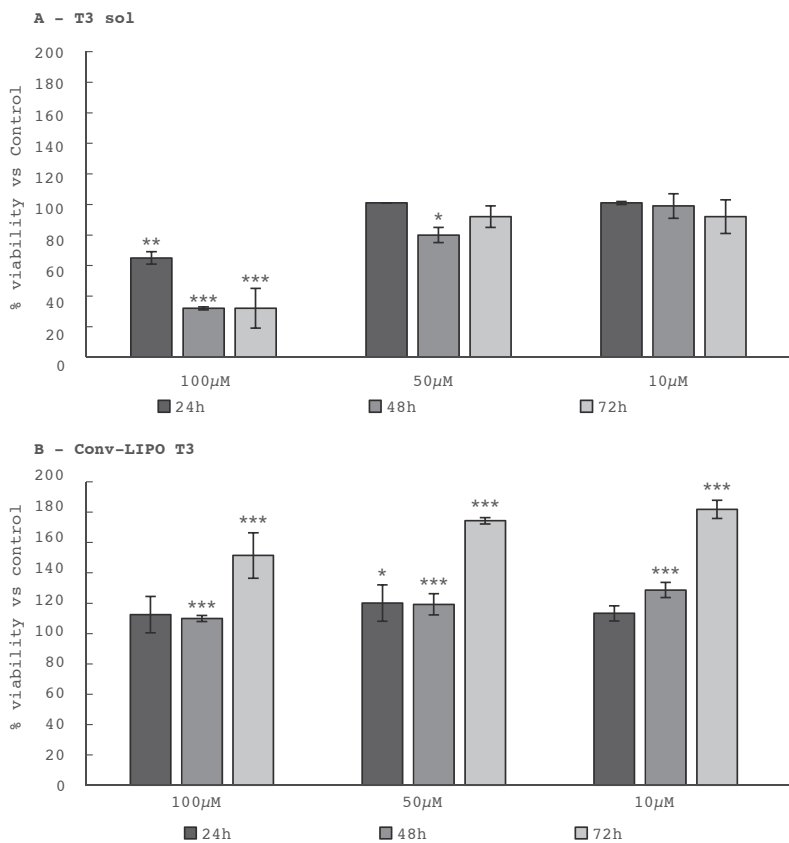 A - T3 sol
% viability vs Control
200
180
160
140
120
100
80
60
40
20
0
**
***
***
*
100µM
50µM
10µM
24h
48h
72h
B - Conv-LIPO T3
% viability vs control
200
180
160
140
120
100
80
60
40
20
0
***
***
*
***
***
***
***
100µM
50µM
10µM
24h
48h
72h